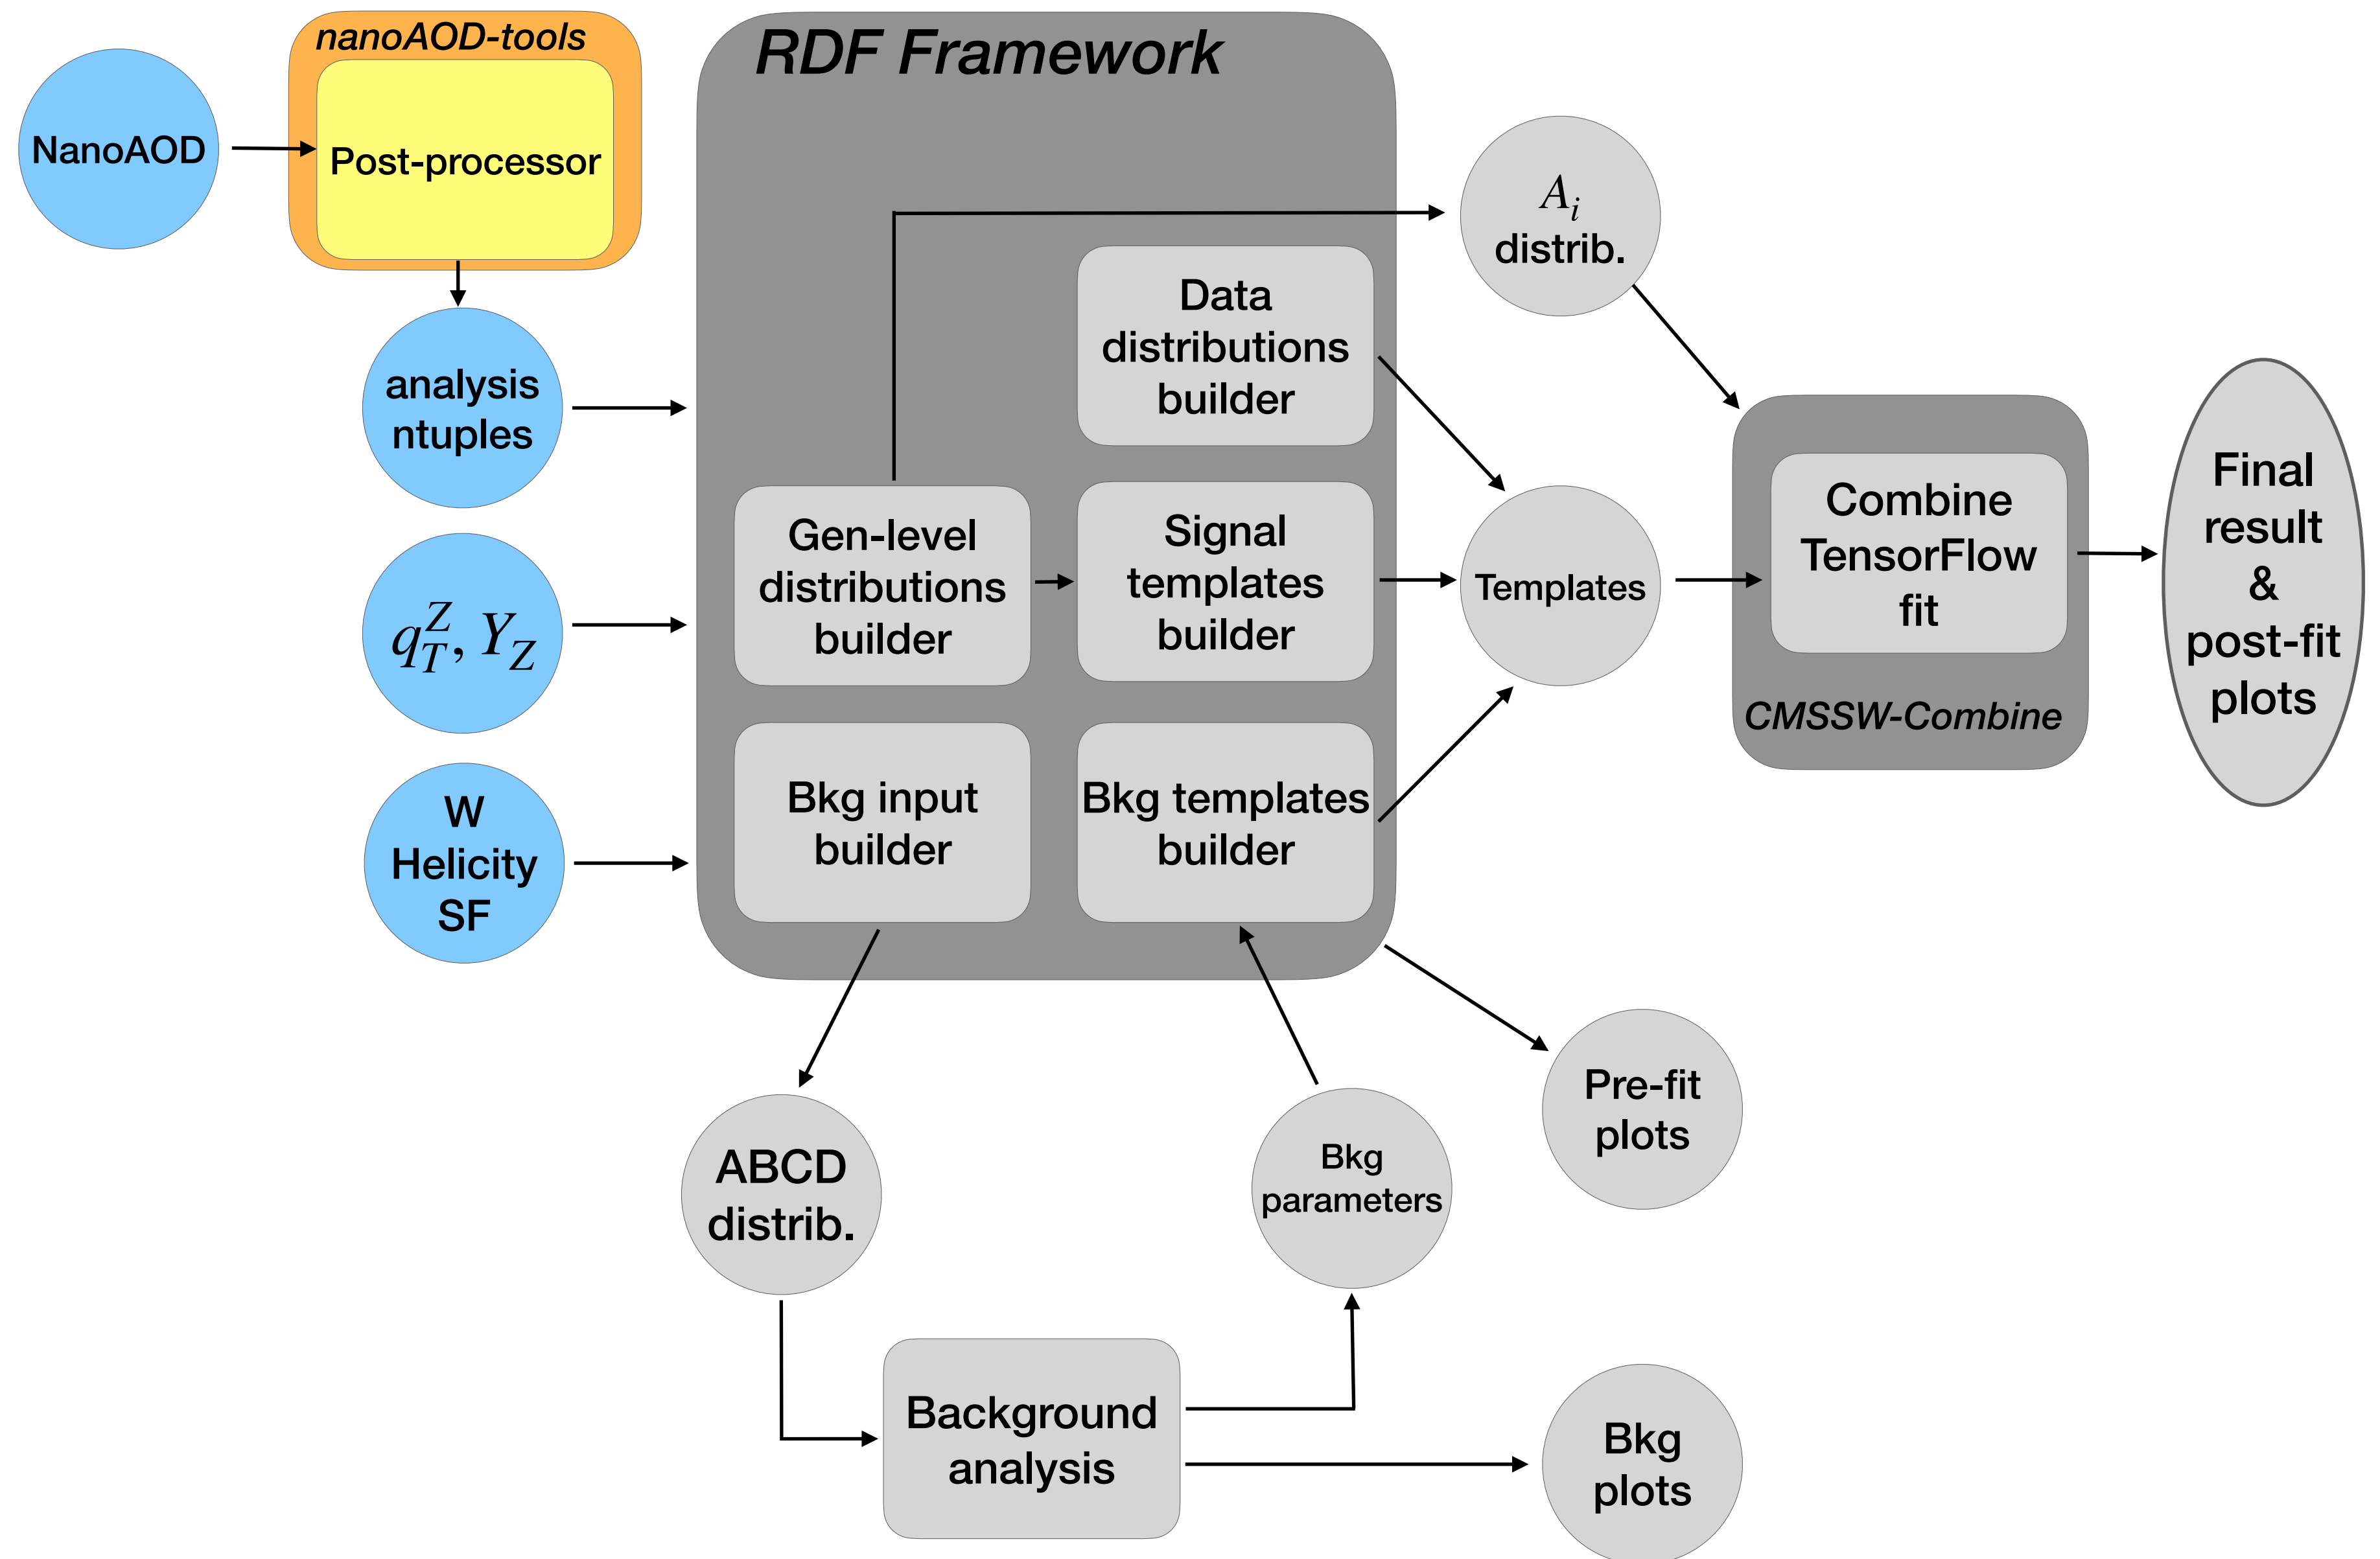 nanoAOD-tools
NanoAOD
Post-processor
analysis
ntuples
q_T^Z, Y_Z
W
Helicity
SF
RDF Framework
Data
distributions
builder
Gen-level
distributions
builder
Signal
templates
builder
Bkg input
builder
Bkg templates
builder
A_i
distrib.
Templates
Combine
TensorFlow
fit
CMSSW-Combine
Final
result
&
post-fit
plots
Pre-fit
plots
ABCD
distrib.
Bkg
parameters
Background
analysis
Bkg
plots